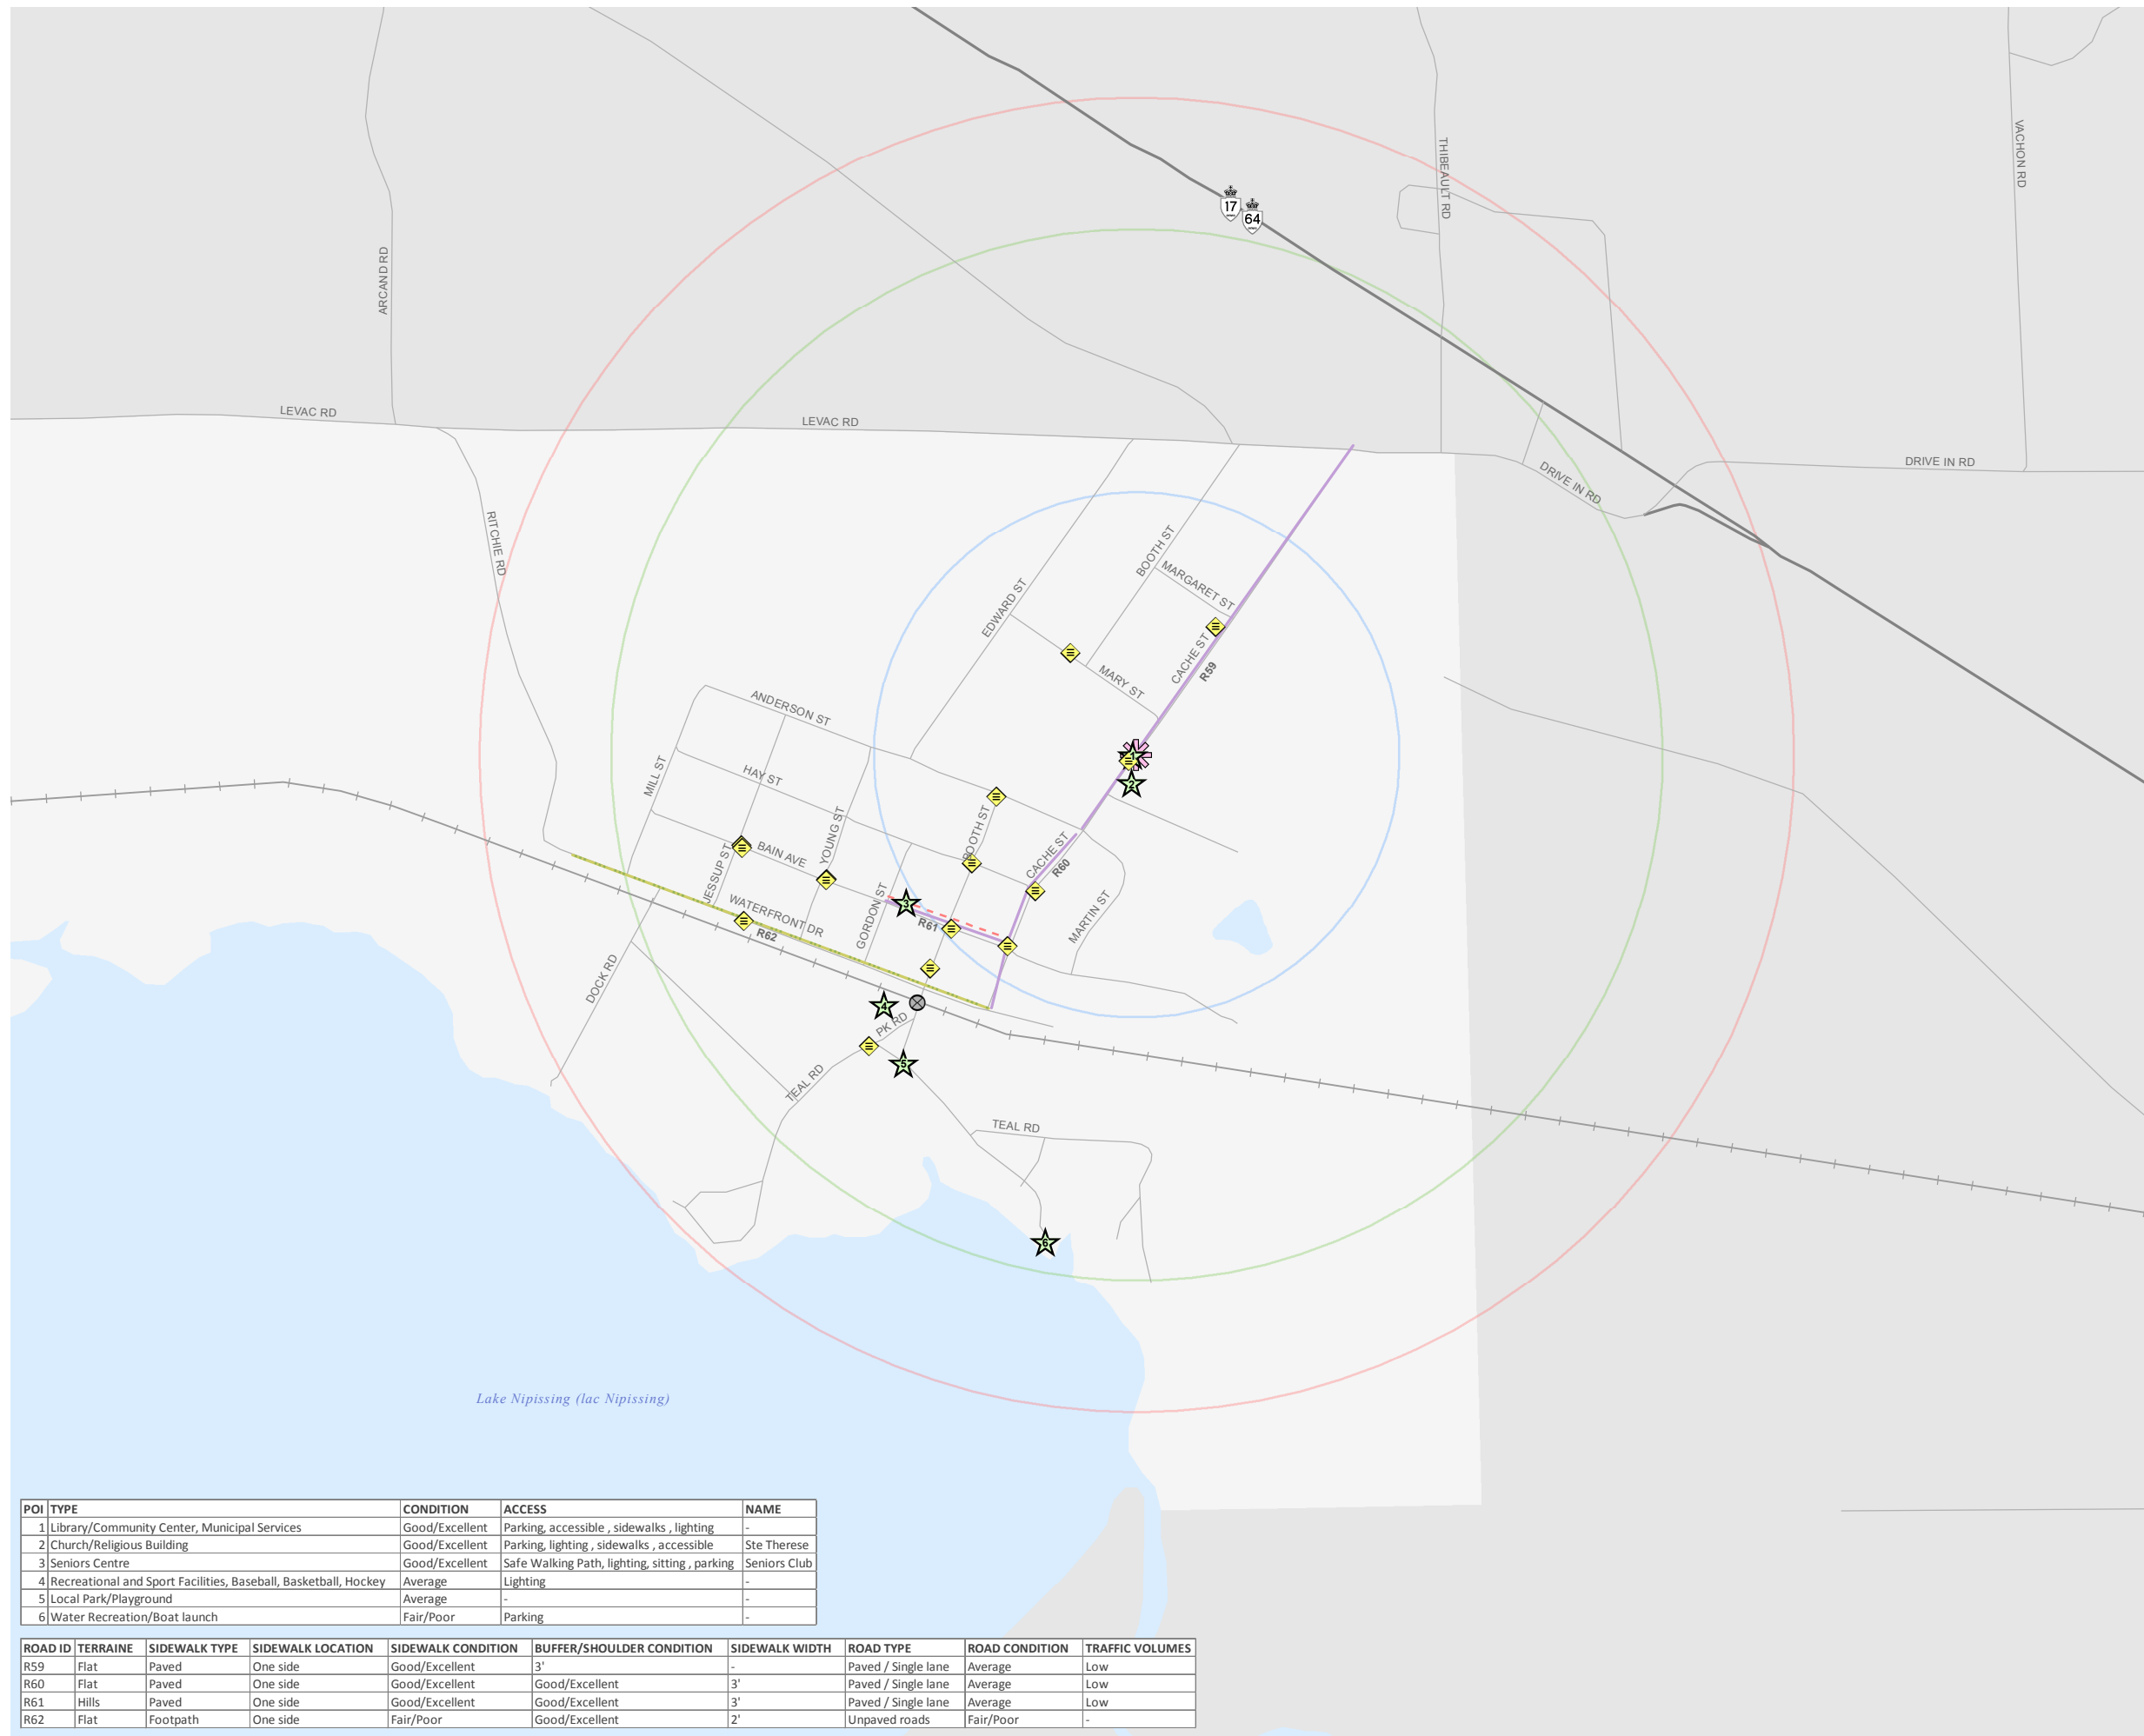 17
64
THIBEAULT RD
VACHON RD
ARCAND RD
LEVAC RD
LEVAC RD
DRIVE IN RD
DRIVE IN RD
RITCHIE RD
BOOTH ST
MARGARET ST
EDWARD ST
CACHE ST
R59
MARY ST
ANDERSON ST
1
2
MILL ST
HAY ST
YOUNG ST
BOOTH ST
CACHE ST
R60
JESSUP ST
BAIN AVE
GORDON ST
3
R61
MARTIN ST
WATERFRONT DR
R62
DOCK RD
4
PK RD
5
TEAL RD
TEAL RD
6
Lake Nipissing (lac Nipissing)
POI TYPE CONDITION ACCESS NAME
1 Library/Community Center, Municipal Services Good/Excellent Parking, accessible , sidewalks , lighting -
2 Church/Religious Building Good/Excellent Parking, lighting , sidewalks , accessible Ste Therese
3 Seniors Centre Good/Excellent Safe Walking Path, lighting, sitting , parking Seniors Club
4 Recreational and Sport Facilities, Baseball, Basketball, Hockey Average Lighting -
5 Local Park/Playground Average - -
6 Water Recreation/Boat launch Fair/Poor Parking -
ROAD ID TERRAINE SIDEWALK TYPE SIDEWALK LOCATION SIDEWALK CONDITION BUFFER/SHOULDER CONDITION SIDEWALK WIDTH ROAD TYPE ROAD CONDITION TRAFFIC VOLUMES
R59 Flat Paved One side Good/Excellent 3' - Paved / Single lane Average Low
R60 Flat Paved One side Good/Excellent Good/Excellent 3' Paved / Single lane Average Low
R61 Hills Paved One side Good/Excellent Good/Excellent 3' Paved / Single lane Average Low
R62 Flat Footpath One side Fair/Poor Good/Excellent 2' Unpaved roads Fair/Poor -